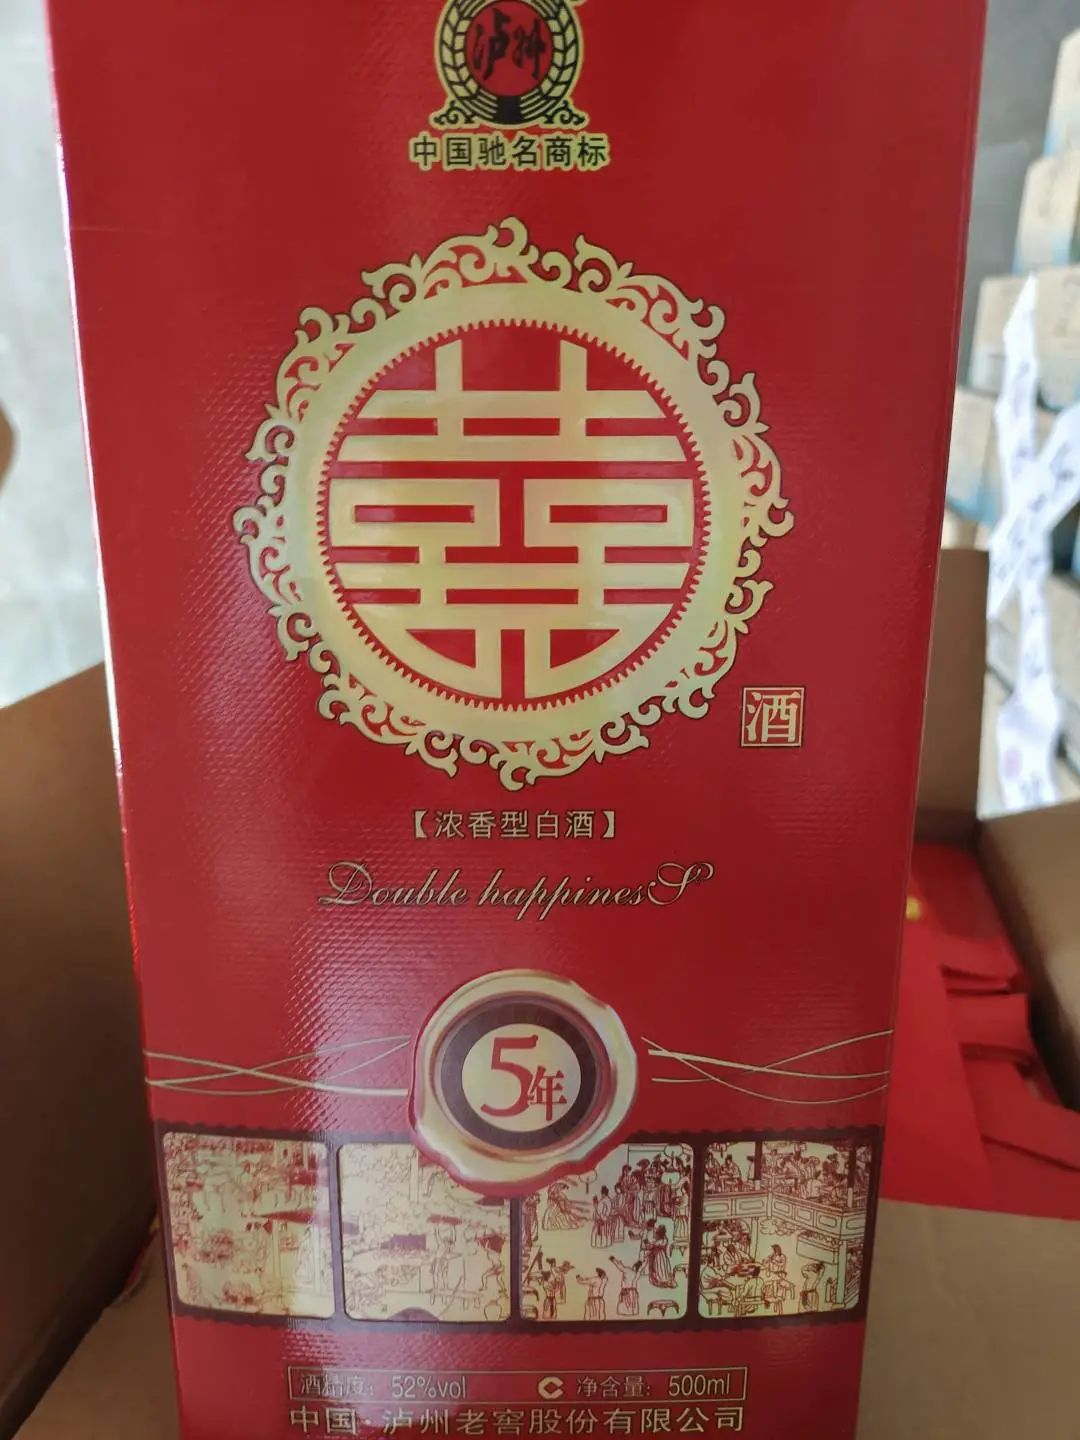 泸州
中国驰名商标
囍
酒
【浓香型白酒】
Double happinesS
5年
酒精度：52%vol 净含量：500ml
中国·泸州老窖股份有限公司